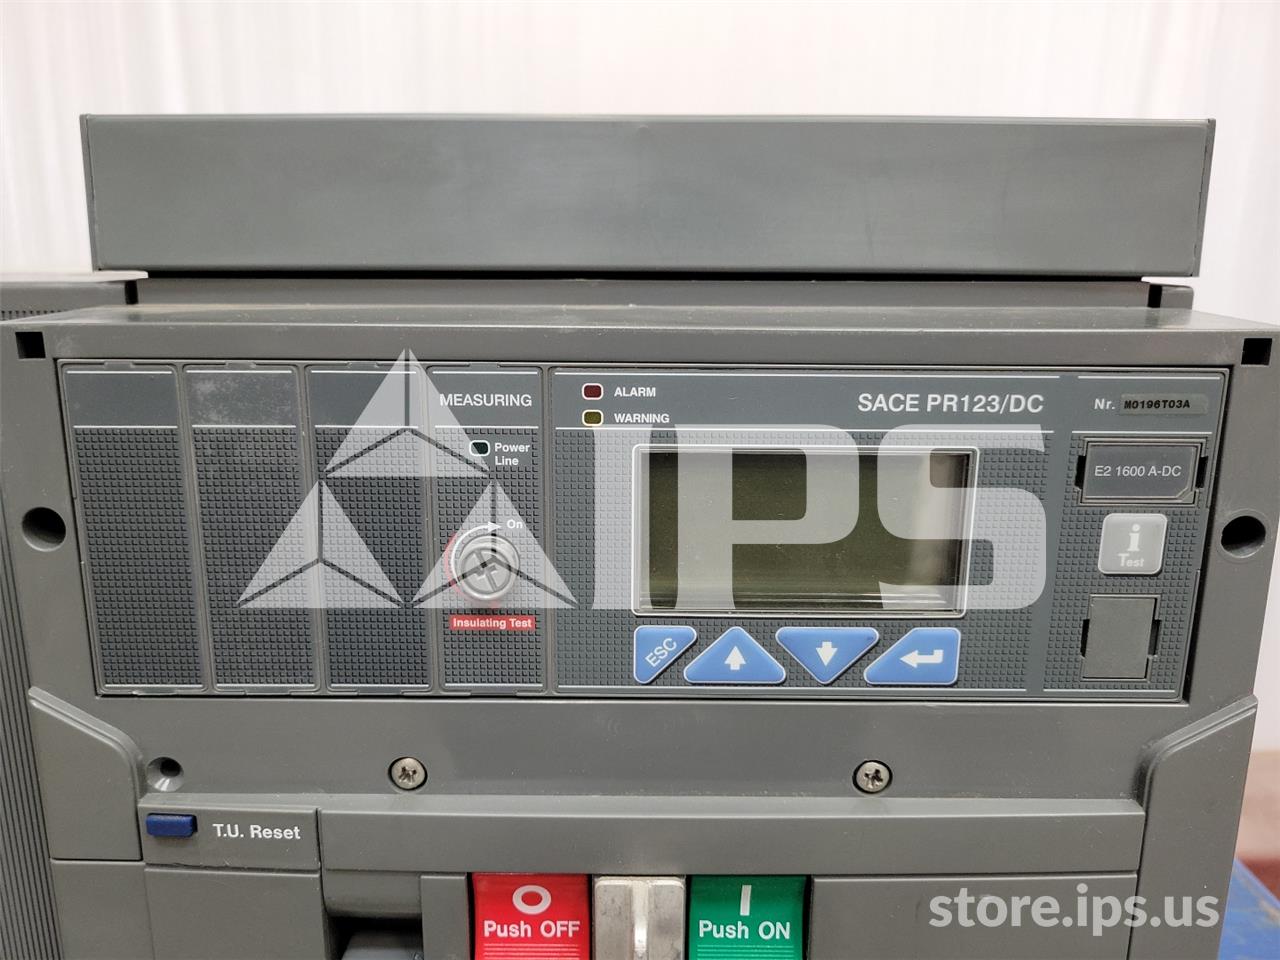 MEASURING
Power
Line
On
Insulating Test
ALARM
WARNING
SACE PR123/DC
Nr. M0196T03A
E2 1600 A-DC
i
Test
IPS
ESC
T.U. Reset
O
Push OFF
I
Push ON
store.ips.us